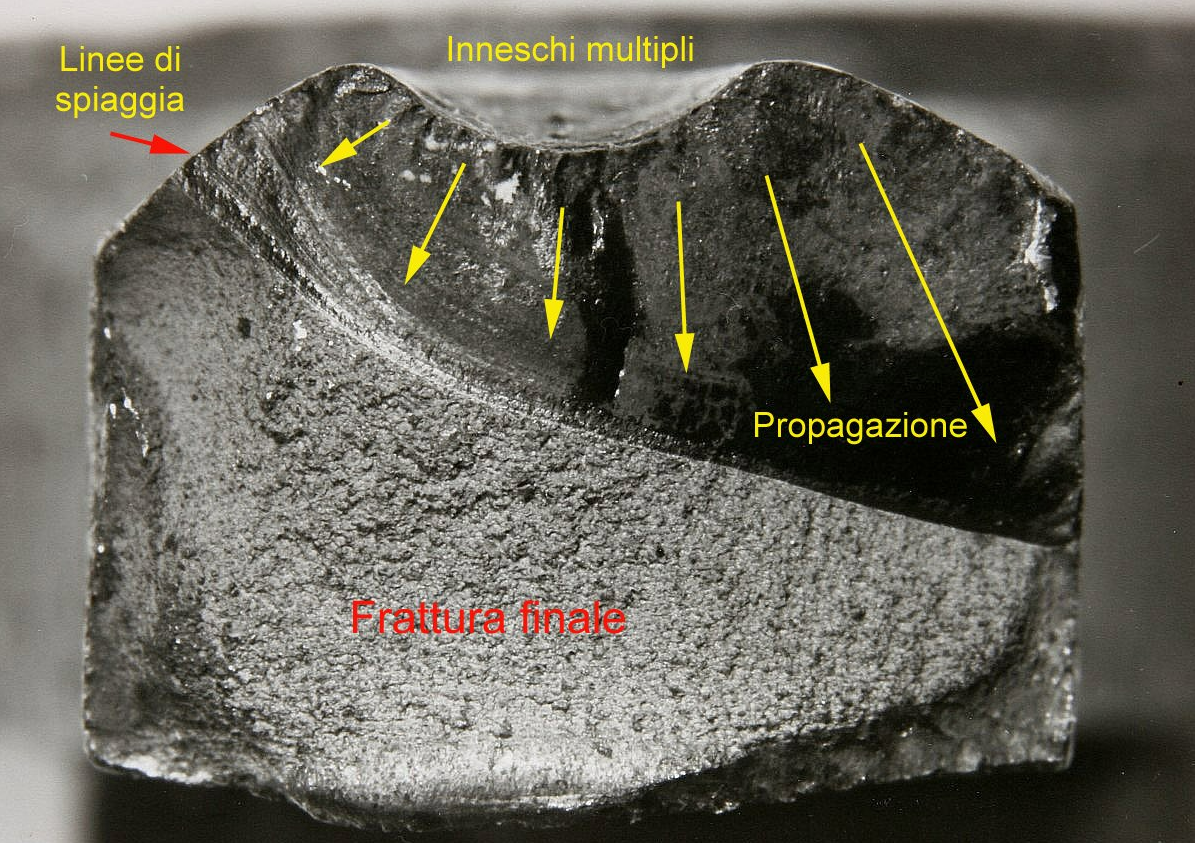 Inneschi multipli
Linee di
spiaggia
Propagazione
Frattura finale